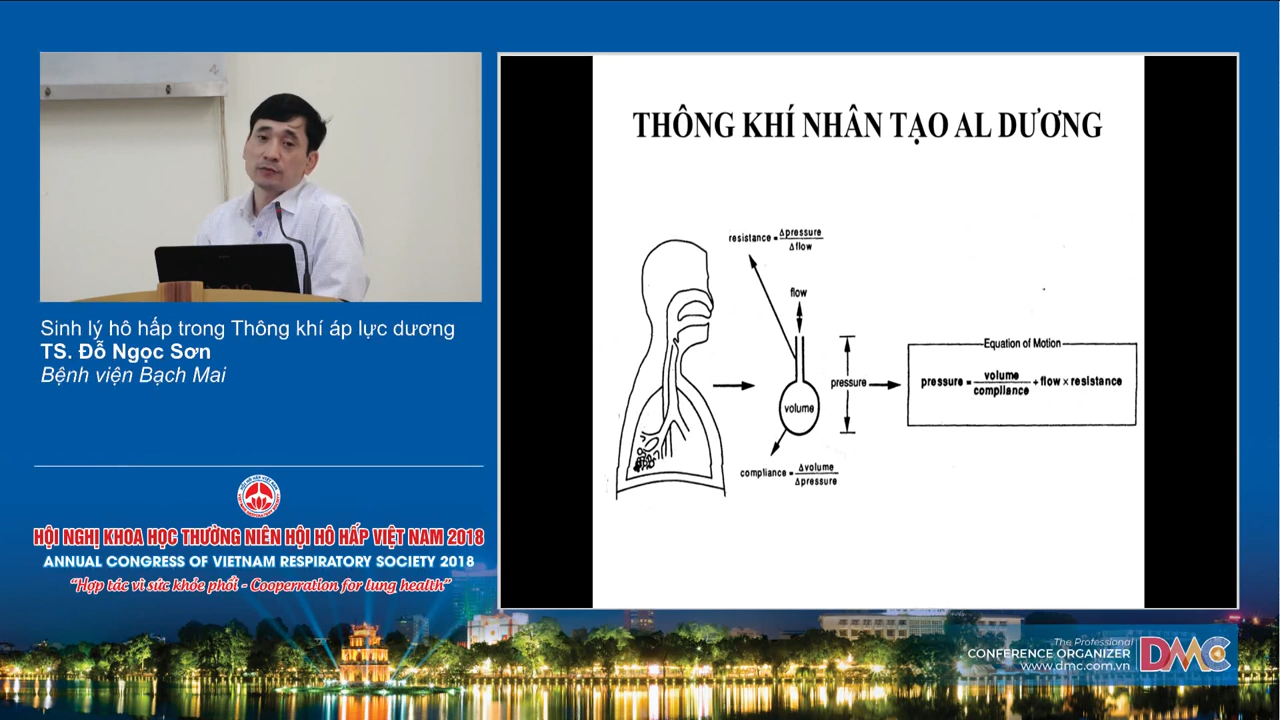 Sinh lý hô hấp trong Thông khí áp lực dương
TS. Đỗ Ngọc Sơn
Bệnh viện Bạch Mai
HỘI NGHỊ KHOA HỌC THƯỜNG NIÊN HỘI HÔ HẤP VIỆT NAM 2018
ANNUAL CONGRESS OF VIETNAM RESPIRATORY SOCIETY 2018
"Hợp tác vì sức khỏe phổi - Cooperration for lung health"
THÔNG KHÍ NHÂN TẠO AL DƯƠNG
resistance = Δpressure
Δflow
flow
volume
pressure
compliance = Δvolume
Δpressure
Equation of Motion
pressure = volume
compliance + flow × resistance
The Professional
CONFERENCE ORGANIZER
www.dmc.com.vn
DMC